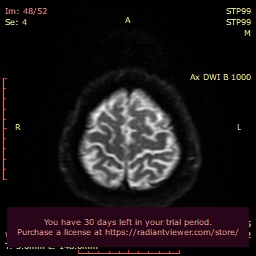 Im: 48/52
STP99
Se: 4
STP99
A
M
Ax DWI B 1000
R
L
You have 30 days left in your trial period.
Purchase a license at https://radiantviewer.com/store/